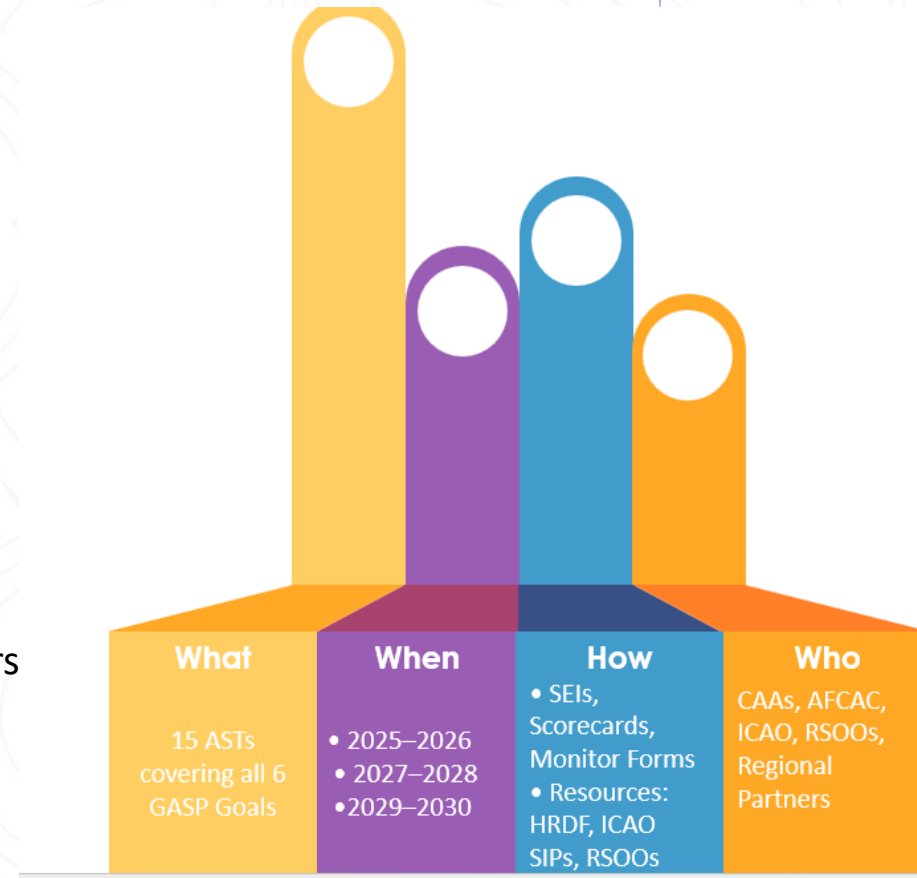 rs
What
15 ASTs
covering all 6
GASP Goals
When
• 2025–2026
• 2027–2028
•2029–2030
How
• SEIs,
Scorecards,
Monitor Forms
• Resources:
HRDF, ICAO
SIPs, RSOOs
Who
CAAs, AFCAC,
ICAO, RSOOs,
Regional
Partners